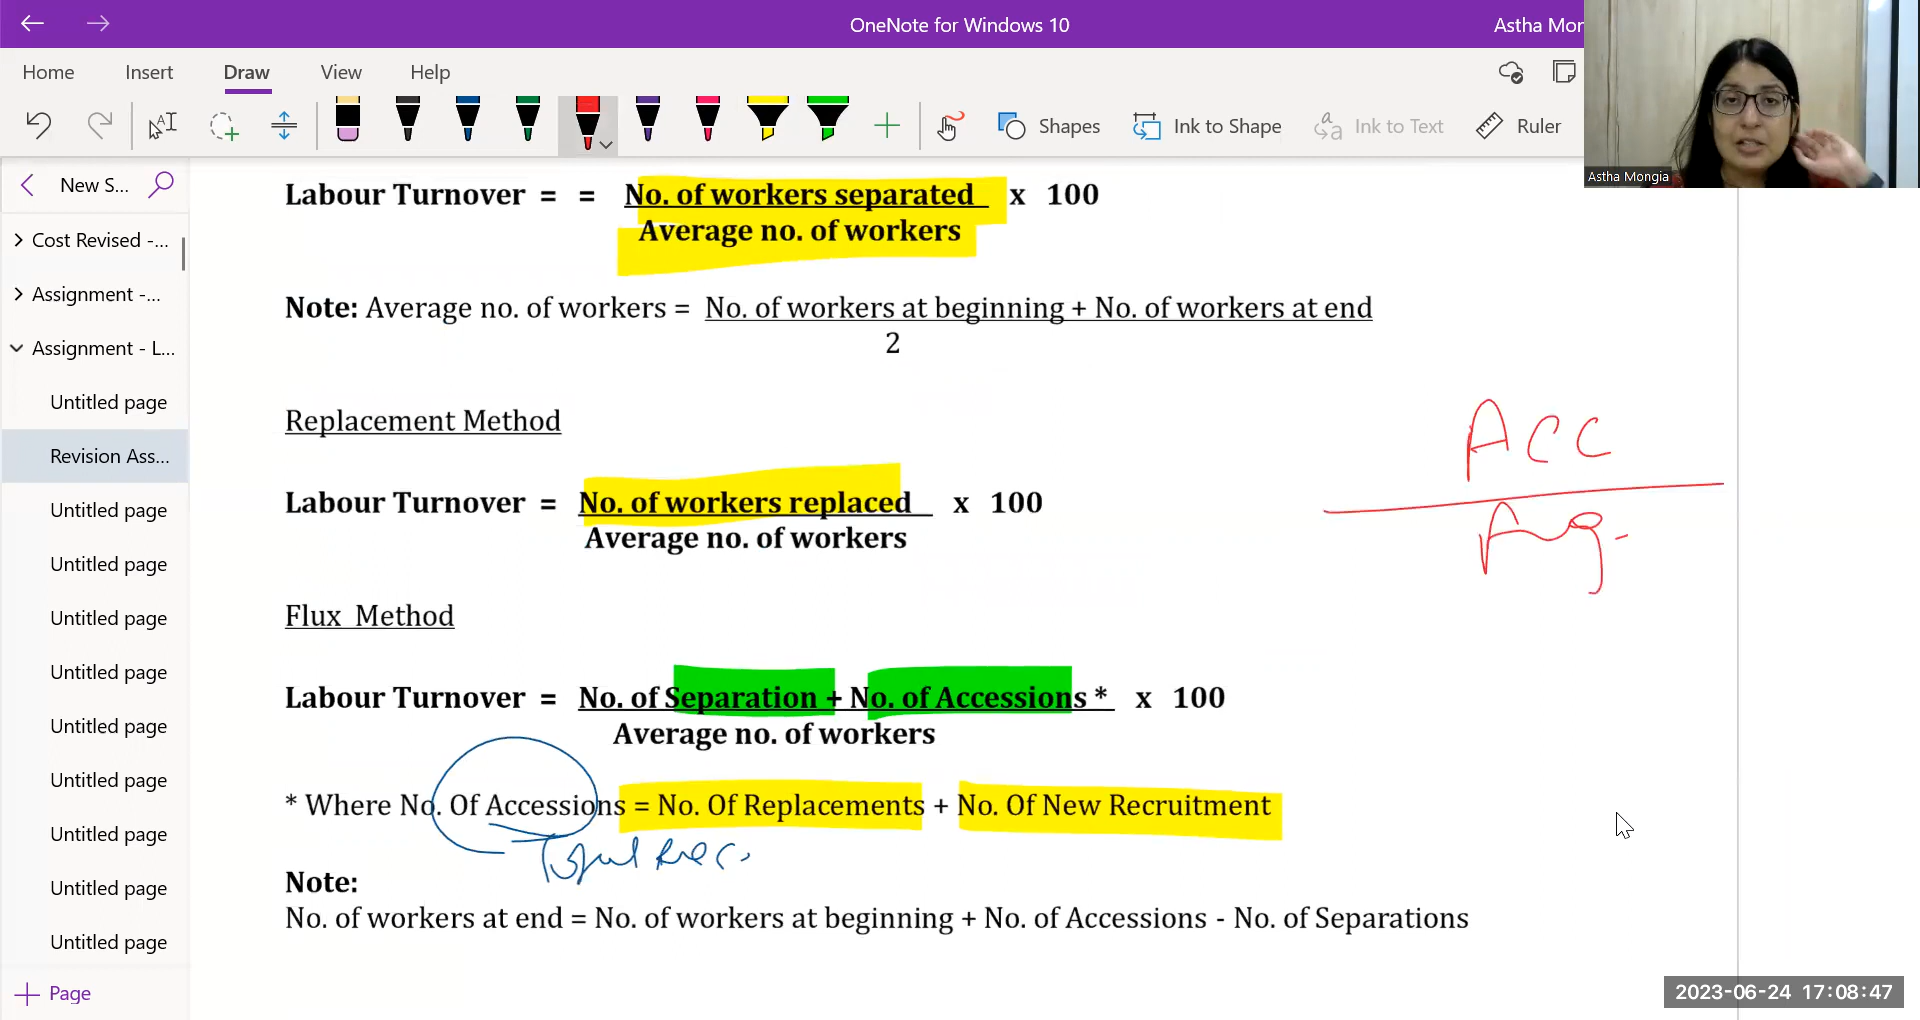 OneNote for Windows 10
Astha Mon
Home Insert Draw View Help
Shapes Ink to Shape Ink to Text Ruler
Astha Mongia
New S...
Cost Revised -...
Assignment -...
Assignment - L...
Untitled page
Revision Ass...
Untitled page
Untitled page
Untitled page
Untitled page
Untitled page
Untitled page
Untitled page
Untitled page
Untitled page
Page
Labour Turnover = = No. of workers separated x 100
Average no. of workers
Note: Average no. of workers = No. of workers at beginning + No. of workers at end
2
Replacement Method
Labour Turnover = No. of workers replaced x 100
Average no. of workers
Acc
Avg.
Flux Method
Labour Turnover = No. of Separation + No. of Accessions * x 100
Average no. of workers
* Where No. Of Accessions = No. Of Replacements + No. Of New Recruitment
Total Rec.
Note:
No. of workers at end = No. of workers at beginning + No. of Accessions - No. of Separations
2023-06-24 17:08:47